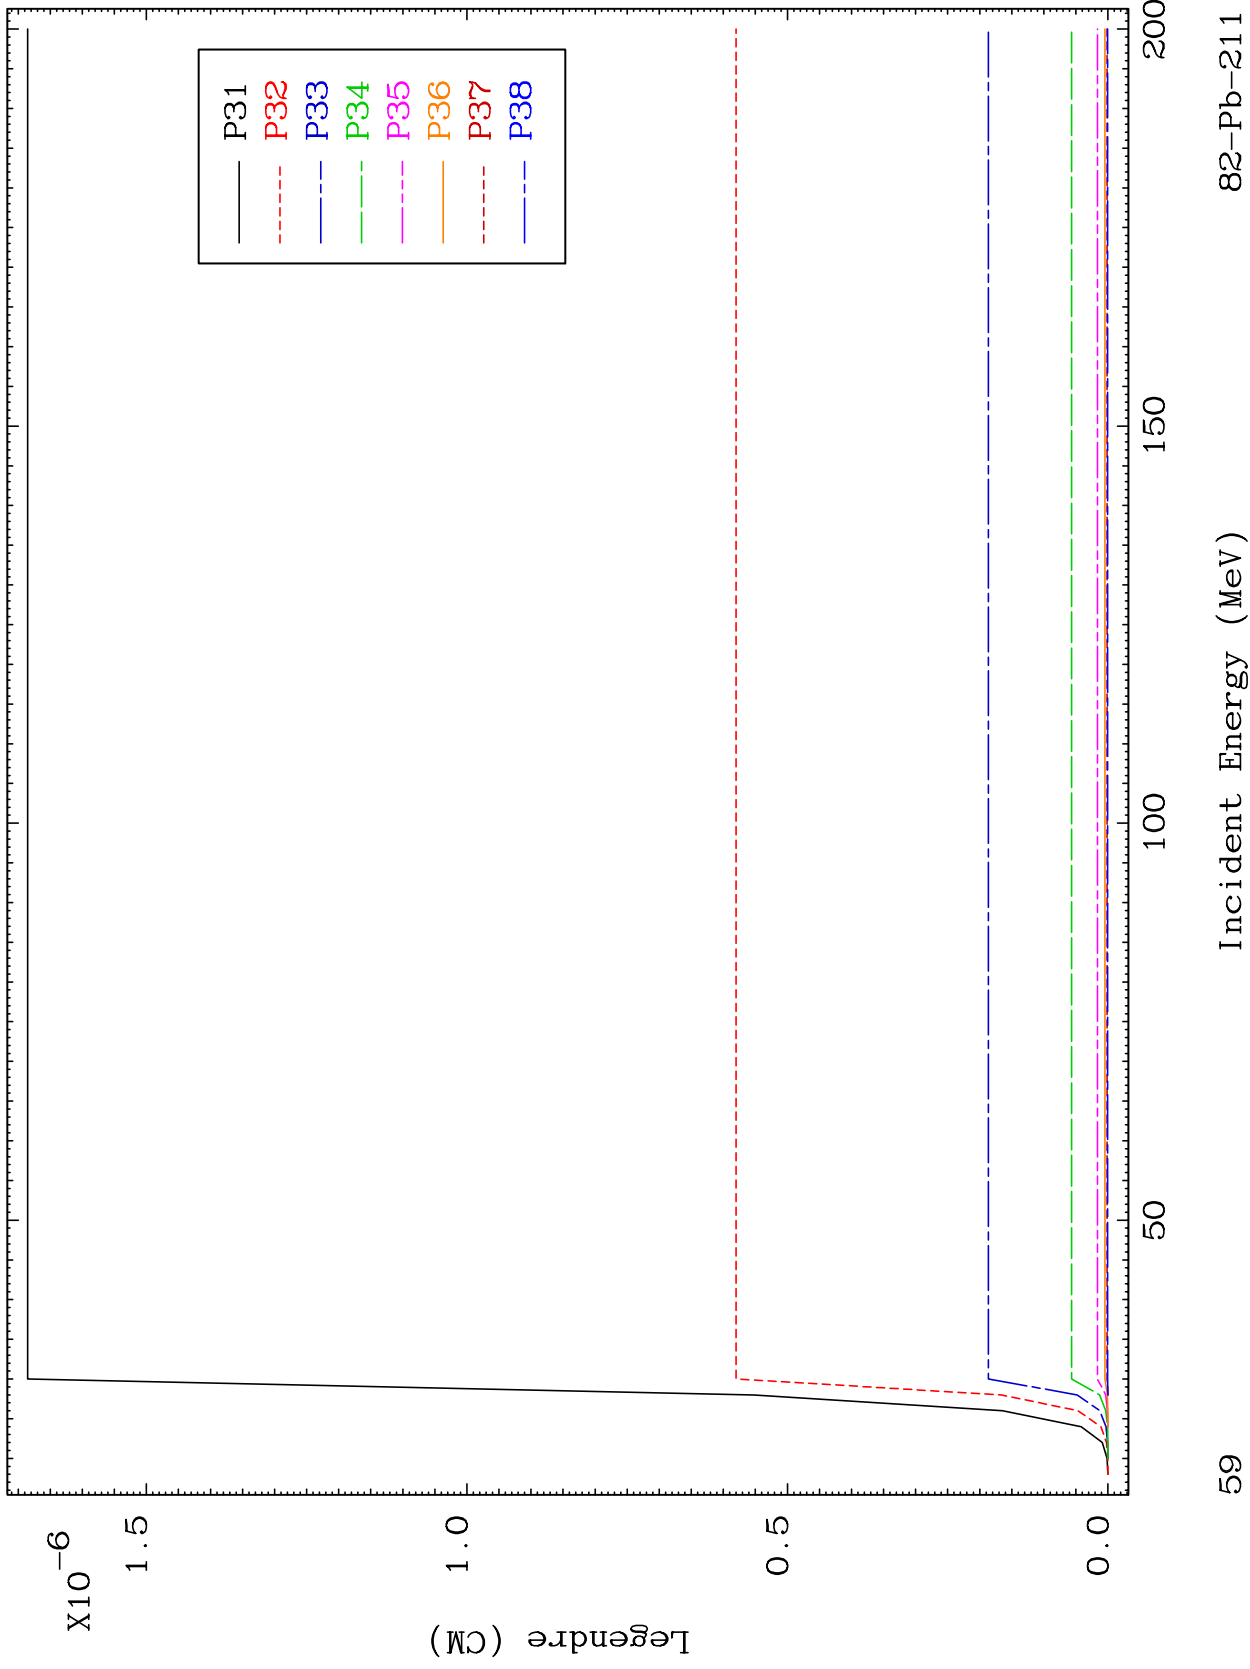 X10-6
1.5
1.0
0.5
0.0
Legendre (CM)
P31
P32
P33
P34
P35
P36
P37
P38
50
100
150
200
59
Incident Energy (MeV)
82-Pb-211